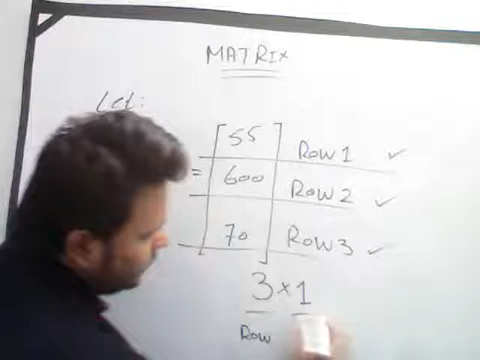 MATRIX
Let:
55 Row 1 ✓
= 600 Row 2 ✓
70 Row 3 ✓
3 × 1
Row